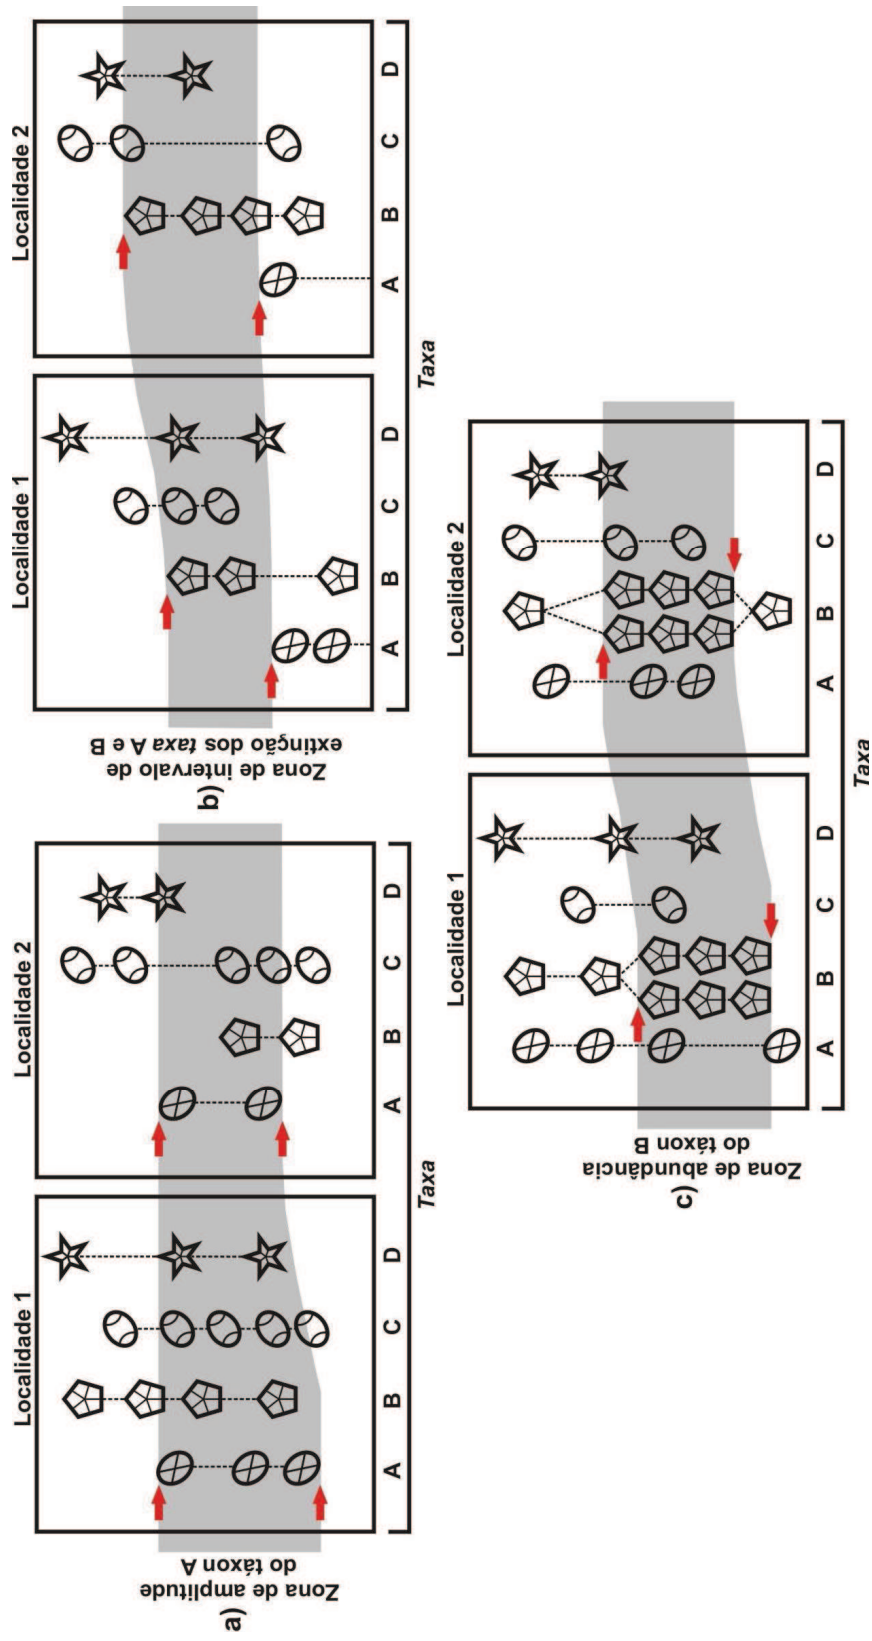 a)
Zona de amplitude
do táxon A
Localidade 1
A B C D
Localidade 2
A B C D
Taxa
b)
Zona de intervalo de
extinção dos taxa A e B
Localidade 1
A B C D
Localidade 2
A B C D
Taxa
c)
Zona de abundância
do táxon B
Localidade 1
A B C D
Localidade 2
A B C D
Taxa